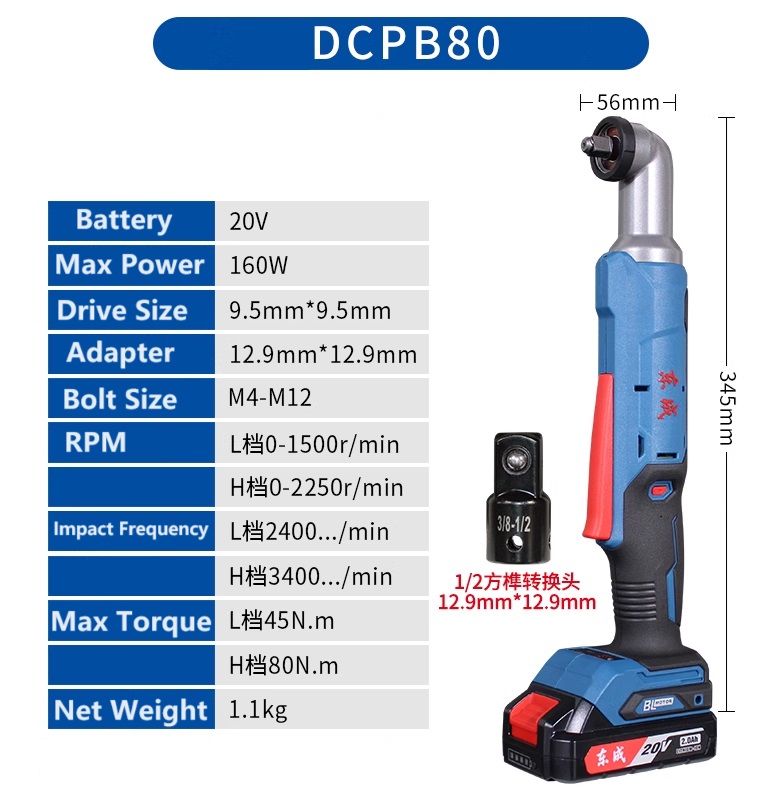 DCPB80
56mm
Battery 20V
Max Power 160W
Drive Size 9.5mm*9.5mm
Adapter 12.9mm*12.9mm
Bolt Size M4-M12
RPM L档0-1500r/min
H档0-2250r/min
Impact Frequency L档2400.../min
H档3400.../min
Max Torque L档45N.m
H档80N.m
Net Weight 1.1kg
345mm
东成
3/8-1/2
1/2方榫转换头
12.9mm*12.9mm
BL MOTOR
东成 20V 2.0Ah